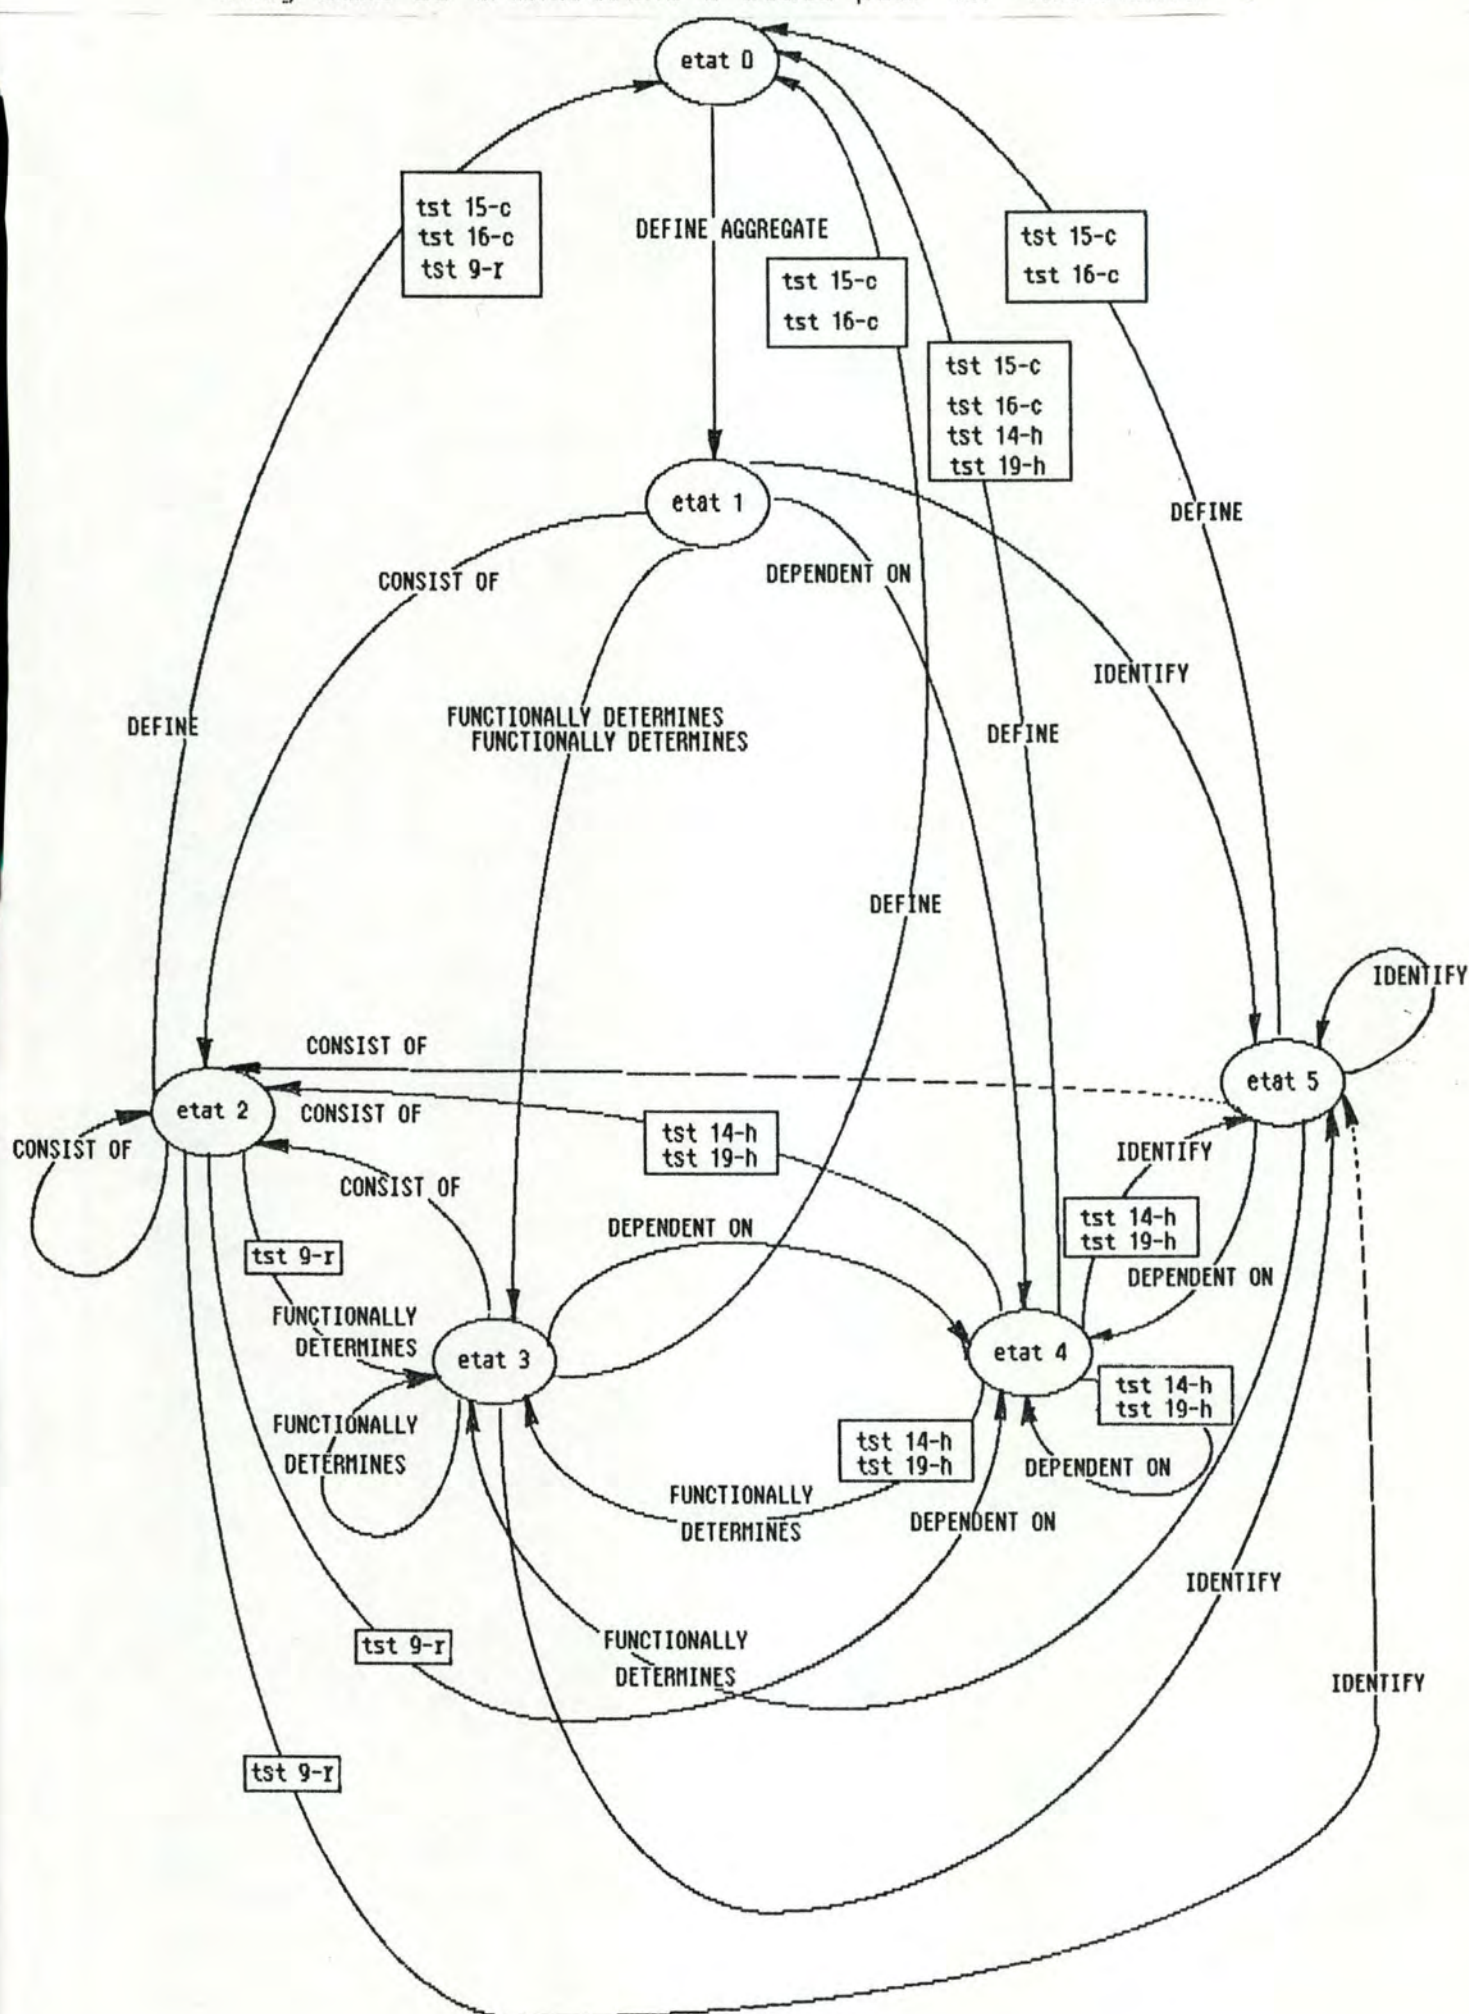 etat 0
tst 15-c
tst 16-c
tst 9-r
DEFINE AGGREGATE
tst 15-c
tst 16-c
tst 15-c
tst 16-c
tst 15-c
tst 16-c
tst 14-h
tst 19-h
etat 1
DEFINE
CONSIST OF
DEPENDENT ON
IDENTIFY
DEFINE
FUNCTIONALLY DETERMINES
FUNCTIONALLY DETERMINES
DEFINE
DEFINE
IDENTIFY
CONSIST OF
etat 5
etat 2
CONSIST OF
CONSIST OF
tst 14-h
tst 19-h
IDENTIFY
CONSIST OF
tst 14-h
tst 19-h
DEPENDENT ON
tst 9-r
DEPENDENT ON
FUNCTIONALLY
DETERMINES
etat 3
etat 4
tst 14-h
tst 19-h
FUNCTIONALLY
DETERMINES
tst 14-h
tst 19-h
DEPENDENT ON
FUNCTIONALLY
DETERMINES
DEPENDENT ON
IDENTIFY
tst 9-r
FUNCTIONALLY
DETERMINES
IDENTIFY
tst 9-r